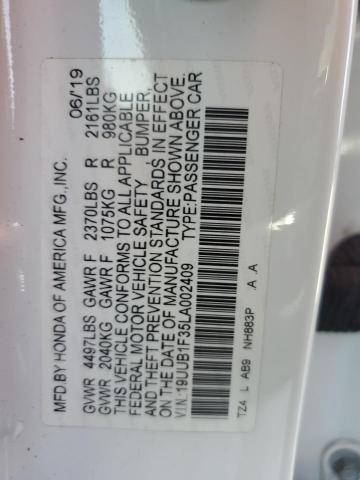 MFD.BY HONDA OF AMERICA MFG.,INC. 06/'19
GVWR 4497LBS GAWR F 2370LBS R 2161LBS
GVWR 2040KG GAWR F 1075KG R 980KG
THIS VEHICLE CONFORMS TO ALL APPLICABLE
FEDERAL MOTOR VEHICLE SAFETY , BUMPER,
AND THEFT PREVENTION STANDARDS IN EFFECT
ON THE DATE OF MANUFACTURE SHOWN ABOVE.
V.I.N.:19UUB1F35LA002409 TYPE:PASSENGER CAR
TZ4 L AB9 NH883P .A .A